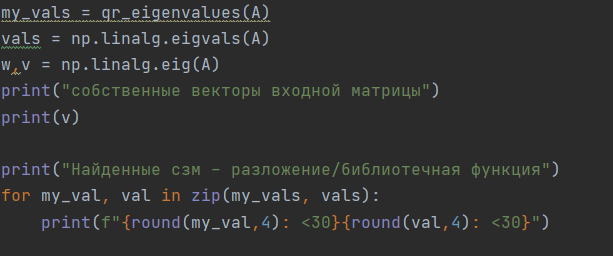 my_vals = gr_eigenvalues(A)
vals = np.linalg.eigvals(A)
w,v = np.linalg.eig(A)
print("собственные векторы входной матрицы")
print(v)
print("Найденные сзм - разложение/библиотечная функция")
for my_val, val in zip(my_vals, vals):
    print(f"{round(my_val,4): <30}{round(val,4): <30}")